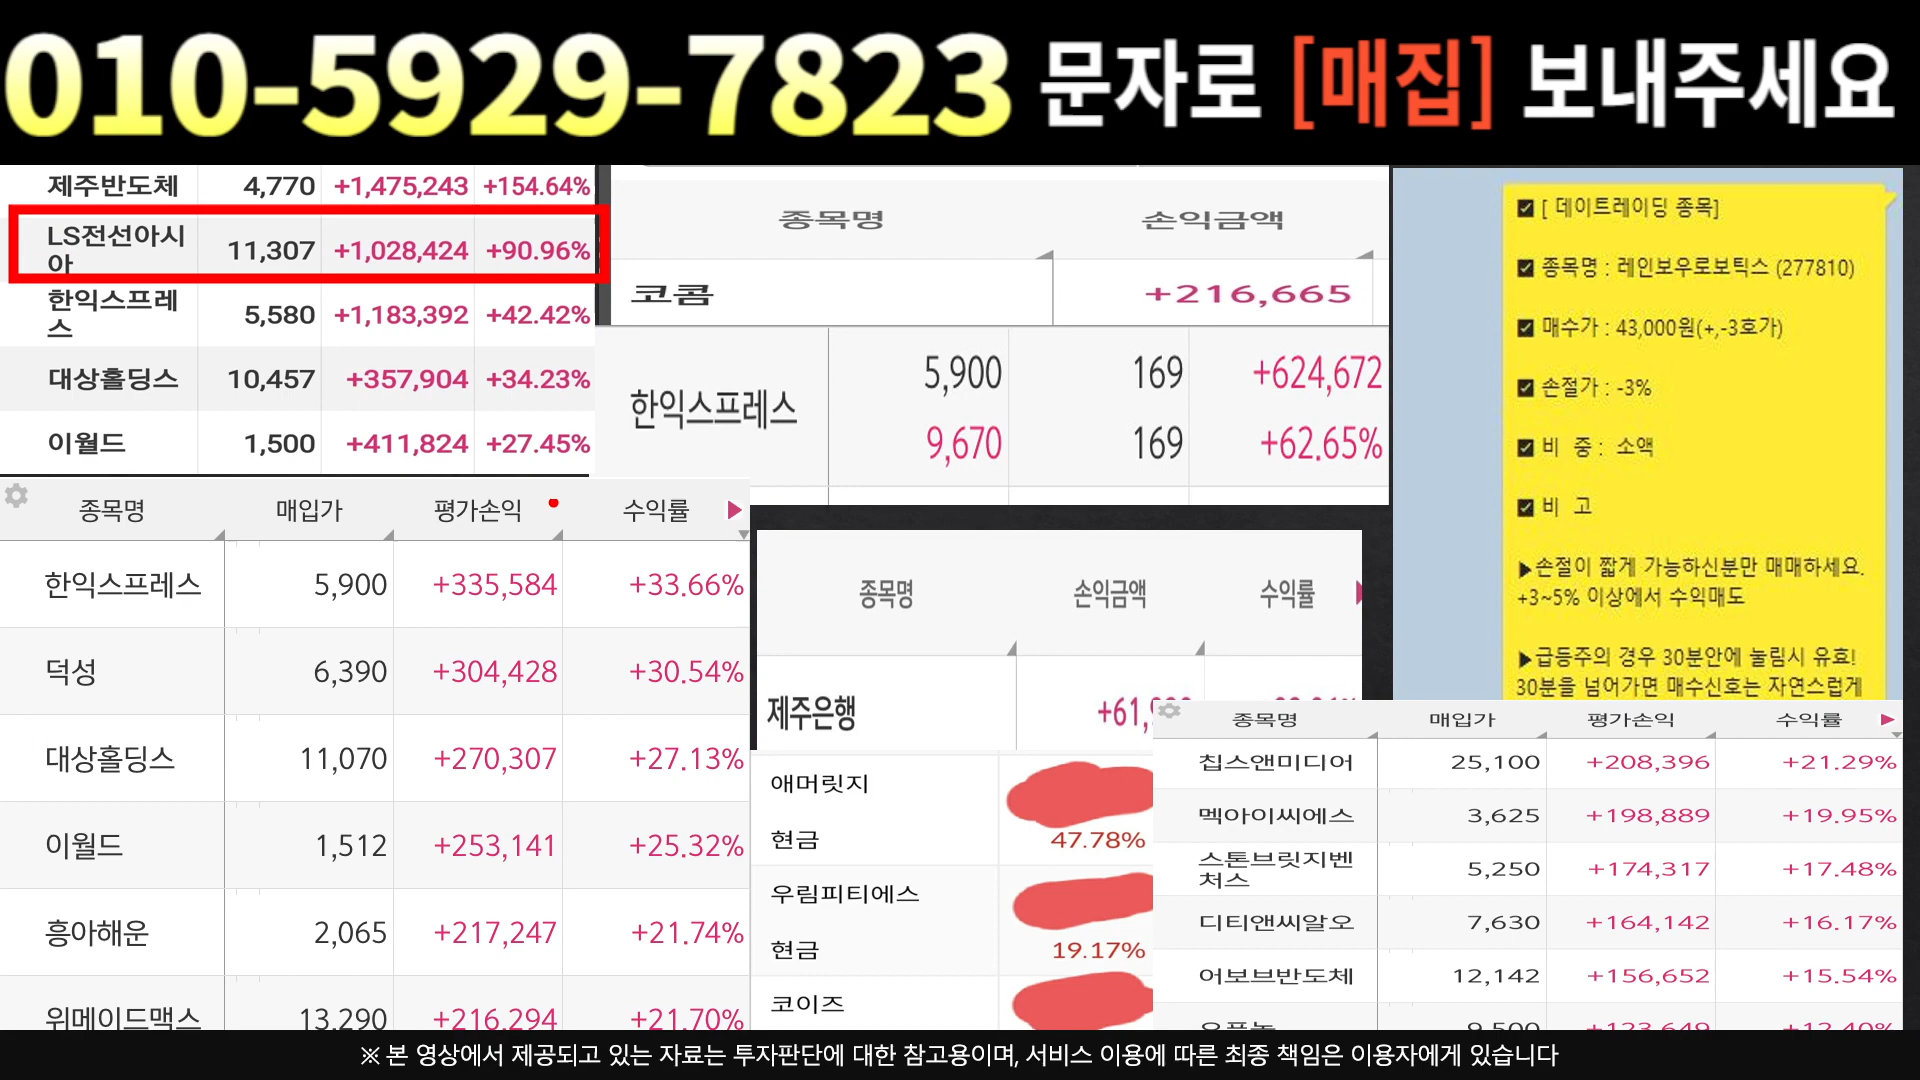 010-5929-7823 문자로 [매집] 보내주세요
제주반도체 4,770 +1,475,243 +154.64%
LS전선아시
아 11,307 +1,028,424 +90.96%
한익스프레
스 5,580 +1,183,392 +42.42%
대상홀딩스 10,457 +357,904 +34.23%
이월드 1,500 +411,824 +27.45%
종목명 손익금액
코콤 +216,665
한익스프레스 5,900 169 +624,672
9,670 169 +62.65%
[ 데이트레이딩 종목]
종목명 : 레인보우로보틱스 (277810)
매수가 : 43,000원(+,-3호가)
손절가 : -3%
비 중 : 소액
비 고
▶손절이 짧게 가능하신분만 매매하세요.
+3~5% 이상에서 수익매도
▶급등주의 경우 30분안에 눌림시 유효!
30분을 넘어가면 매수신호는 자연스럽게
종목명 매입가 평가손익 수익률
한익스프레스 5,900 +335,584 +33.66%
덕성 6,390 +304,428 +30.54%
대상홀딩스 11,070 +270,307 +27.13%
이월드 1,512 +253,141 +25.32%
흥아해운 2,065 +217,247 +21.74%
위메이드맥스 13,290 +216,294 +21.70%
종목명 손익금액 수익률
제주은행
애머릿지
현금 47.78%
우림피티에스
현금 19.17%
코이즈
종목명 매입가 평가손익 수익률
칩스앤미디어 25,100 +208,396 +21.29%
멕아이씨에스 3,625 +198,889 +19.95%
스톤브릿지벤
처스 5,250 +174,317 +17.48%
디티앤씨알오 7,630 +164,142 +16.17%
어보브반도체 12,142 +156,652 +15.54%
※ 본 영상에서 제공되고 있는 자료는 투자판단에 대한 참고용이며, 서비스 이용에 따른 최종 책임은 이용자에게 있습니다